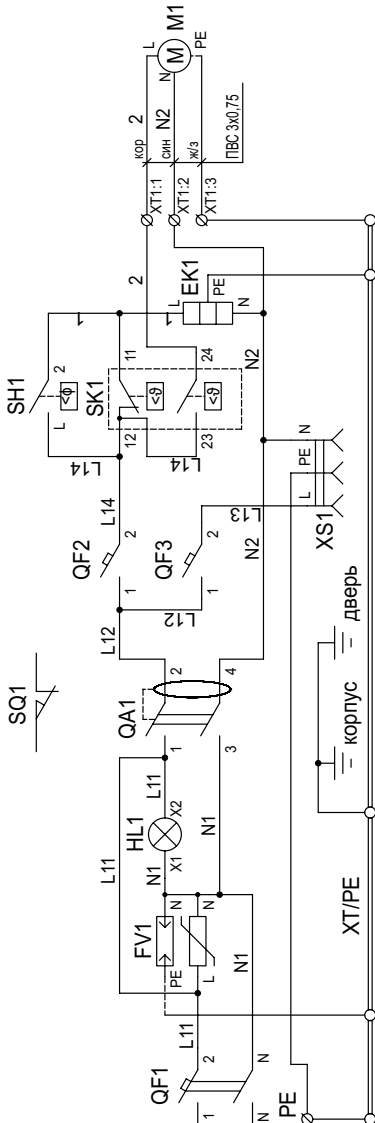 SQ1
SH1
L
2
<ϕ
L14
1
SK1
12
11
<ϑ
23
24
<ϑ
L14
2
EK1
L
PE
N
1
N2
QF2
1
2
L14
QF3
1
2
L12
L12
L13
N2
QA1
1
2
3
4
L11
L11
HL1
X1
X2
N1
N1
FV1
PE
N
L
N
QF1
1
2
N
N
L11
N1
2
кор
N2
син
ж/з
ПВС 3х0,75
XT1:1
XT1:2
XT1:3
L
N
PE
M
M1
L
PE
N
XS1
PE
корпус
дверь
XT/PE